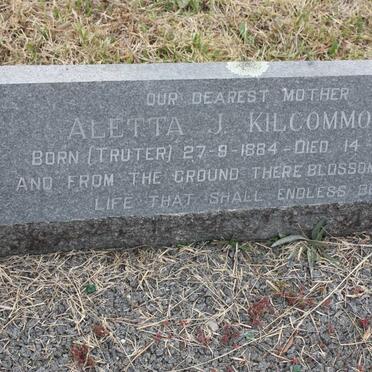 OUR DEAREST MOTHER
ALETTA J. KILCOMMO
BORN (TRUTER) 27-9-1884 - DIED 14
AND FROM THE GROUND THERE BLOSSOM
LIFE THAT SHALL ENDLESS B